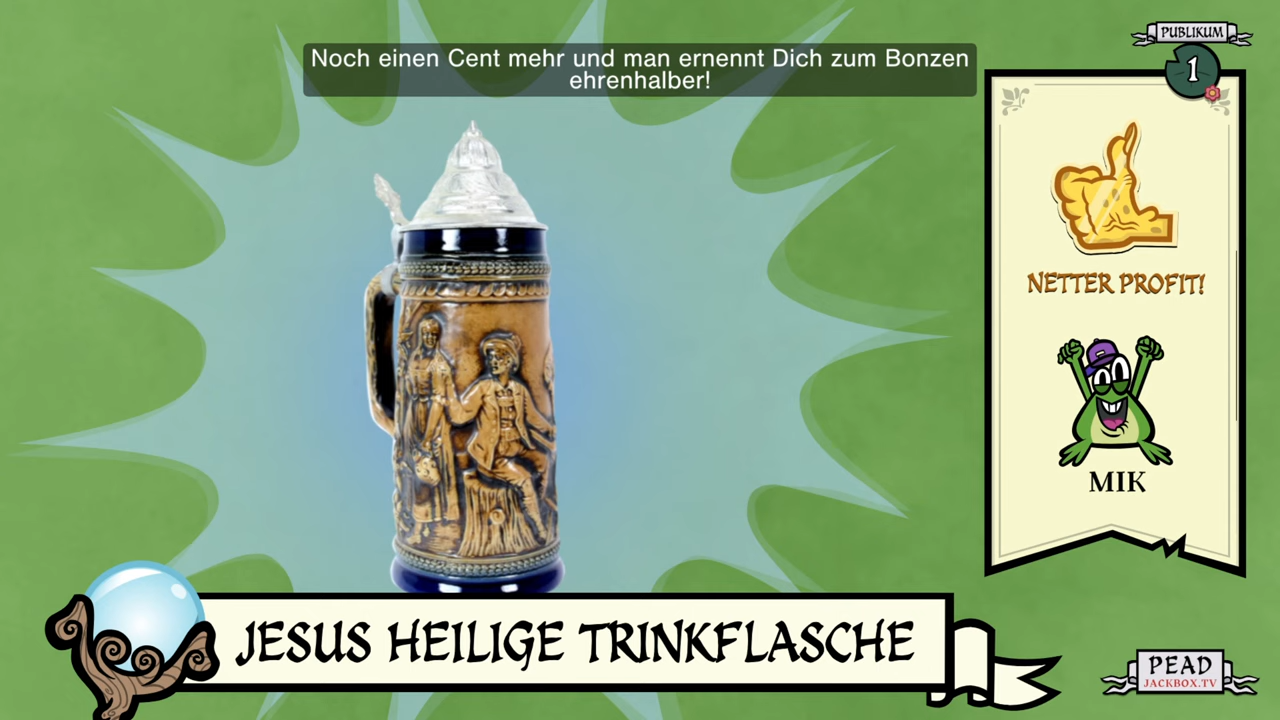 Noch einen Cent mehr und man ernennt Dich zum Bonzen
ehrenhalber!
PUBLIKUM
1
NETTER PROFIT!
MIK
JESUS HEILIGE TRINKFLASCHE
PEAD
JACKBOX.TV